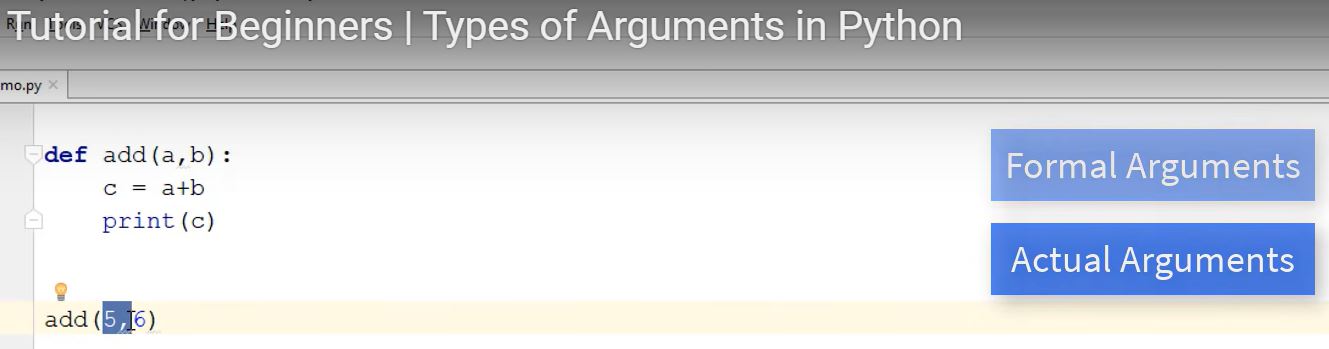 Tutorial for Beginners | Types of Arguments in Python
mo.py
def add(a,b):
c = a+b
print(c)
add(5,6)
Formal Arguments
Actual Arguments